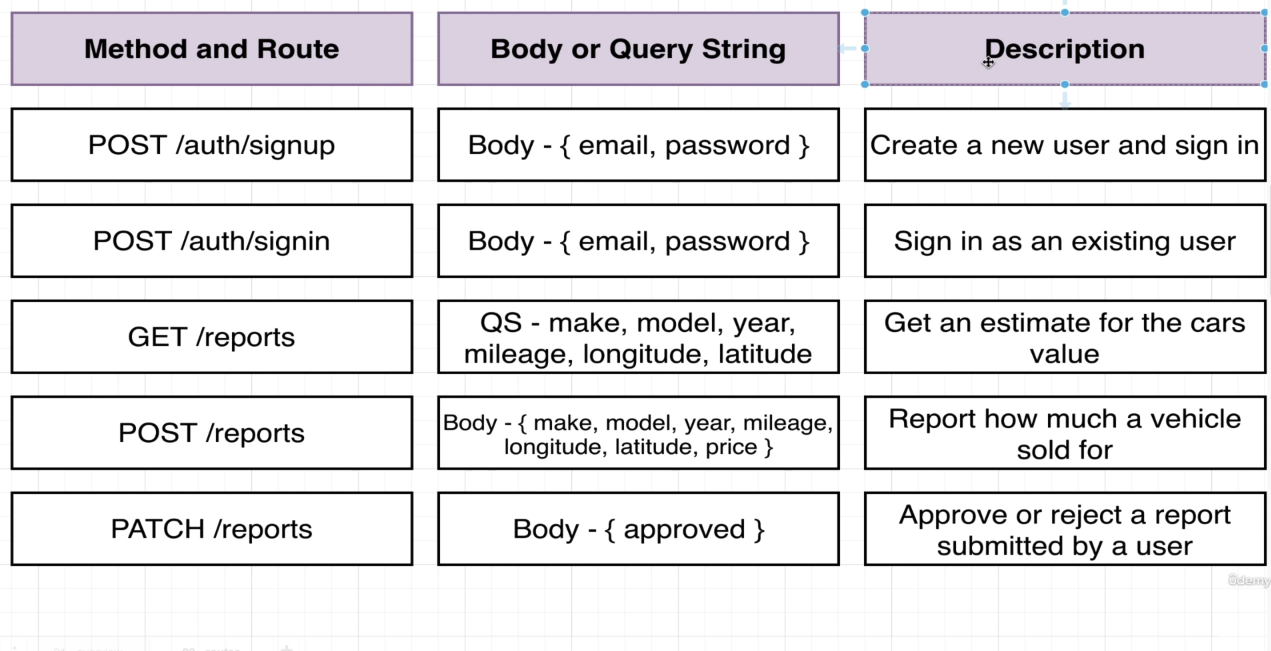 Method and Route
Body or Query String
Description
POST /auth/signup
Body - { email, password }
Create a new user and sign in
POST /auth/signin
Body - { email, password }
Sign in as an existing user
GET /reports
QS - make, model, year,
mileage, longitude, latitude
Get an estimate for the cars
value
POST /reports
Body - { make, model, year, mileage,
longitude, latitude, price }
Report how much a vehicle
sold for
PATCH /reports
Body - { approved }
Approve or reject a report
submitted by a user
Udemy